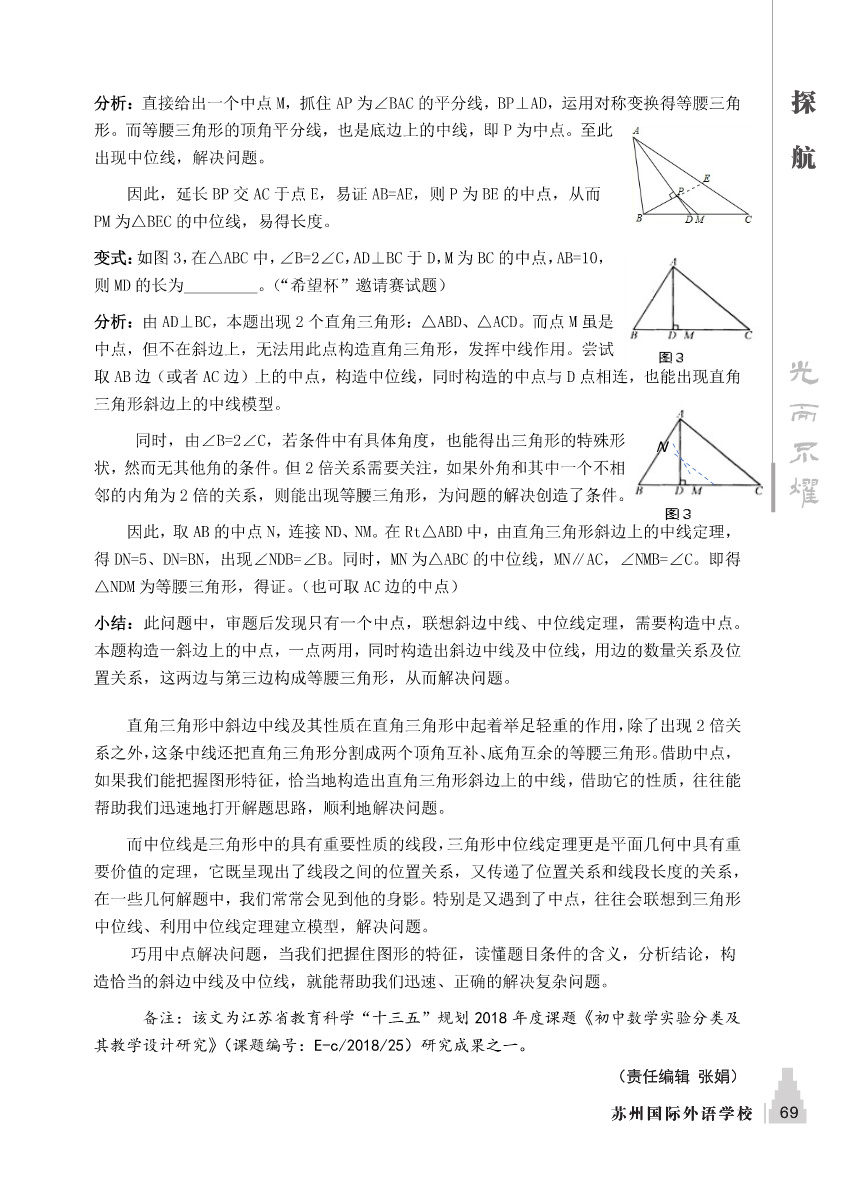 分析：直接给出一个中点 M，抓住 AP 为∠BAC 的平分线，BP⊥AD，运用对称变换得等腰三角
形。而等腰三角形的顶角平分线，也是底边上的中线，即 P 为中点。至此
出现中位线，解决问题。
因此，延长 BP 交 AC 于点 E，易证 AB=AE，则 P 为 BE 的中点，从而
PM 为△BEC 的中位线，易得长度。
A
E
P
B
D
M
C
变式：如图 3，在△ABC 中，∠B=2∠C，AD⊥BC 于 D，M 为 BC 的中点，AB=10，
则 MD 的长为_________。（“希望杯”邀请赛试题）
分析：由 AD⊥BC，本题出现 2 个直角三角形：△ABD、△ACD。而点 M 虽是
中点，但不在斜边上，无法用此点构造直角三角形，发挥中线作用。尝试
A
B
D
M
C
图 3
取 AB 边（或者 AC 边）上的中点，构造中位线，同时构造的中点与 D 点相连，也能出现直角
三角形斜边上的中线模型。
同时，由∠B=2∠C，若条件中有具体角度，也能得出三角形的特殊形
状，然而无其他角的条件。但 2 倍关系需要关注，如果外角和其中一个不相
邻的内角为 2 倍的关系，则能出现等腰三角形，为问题的解决创造了条件。
A
N
B
D
M
C
图 3
因此，取 AB 的中点 N，连接 ND、NM。在 Rt△ABD 中，由直角三角形斜边上的中线定理，
得 DN=5、DN=BN，出现∠NDB=∠B。同时，MN 为△ABC 的中位线，MN∥AC，∠NMB=∠C。即得
△NDM 为等腰三角形，得证。（也可取 AC 边的中点）
小结：此问题中，审题后发现只有一个中点，联想斜边中线、中位线定理，需要构造中点。
本题构造一斜边上的中点，一点两用，同时构造出斜边中线及中位线，用边的数量关系及位
置关系，这两边与第三边构成等腰三角形，从而解决问题。
直角三角形中斜边中线及其性质在直角三角形中起着举足轻重的作用，除了出现 2 倍关
系之外，这条中线还把直角三角形分割成两个顶角互补、底角互余的等腰三角形。借助中点，
如果我们能把握图形特征，恰当地构造出直角三角形斜边上的中线，借助它的性质，往往能
帮助我们迅速地打开解题思路，顺利地解决问题。
而中位线是三角形中的具有重要性质的线段，三角形中位线定理更是平面几何中具有重
要价值的定理，它既呈现出了线段之间的位置关系，又传递了位置关系和线段长度的关系，
在一些几何解题中，我们常常会见到他的身影。特别是又遇到了中点，往往会联想到三角形
中位线、利用中位线定理建立模型，解决问题。
巧用中点解决问题，当我们把握住图形的特征，读懂题目条件的含义，分析结论，构
造恰当的斜边中线及中位线，就能帮助我们迅速、正确的解决复杂问题。
备注：该文为江苏省教育科学“十三五”规划 2018 年度课题《初中数学实验分类及
其教学设计研究》（课题编号：E-c/2018/25）研究成果之一。
（责任编辑 张娟）
苏州国际外语学校
69
探
航
光
而
不
耀